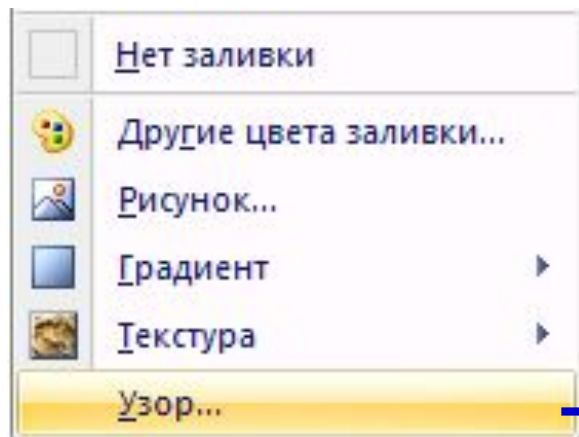 Нет заливки
Другие цвета заливки...
Рисунок...
Градиент
Текстура
Узор...